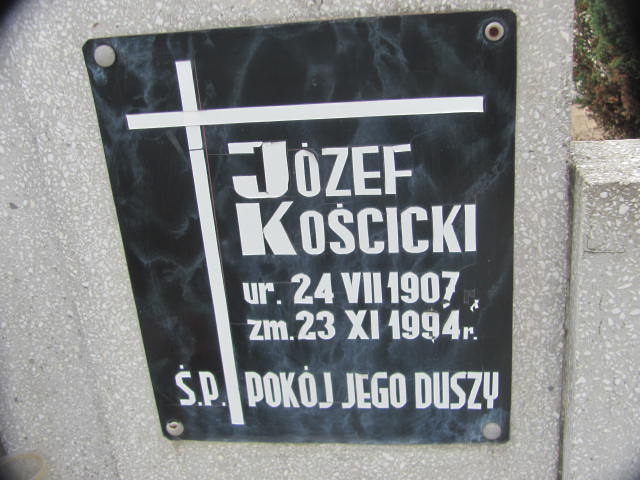 JÓZEF
KOŚCICKI
ur. 24 VII 1907
zm. 23 XI 1994 r.
Ś.P. POKÓJ JEGO DUSZY